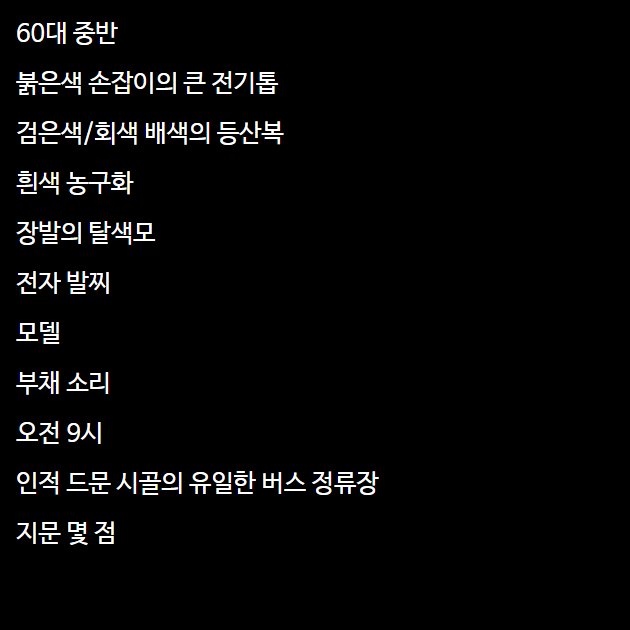 60대 중반
붉은색 손잡이의 큰 전기톱
검은색/회색 배색의 등산복
흰색 농구화
장발의 탈색모
전자 발찌
모델
부채 소리
오전 9시
인적 드문 시골의 유일한 버스 정류장
지문 몇 점